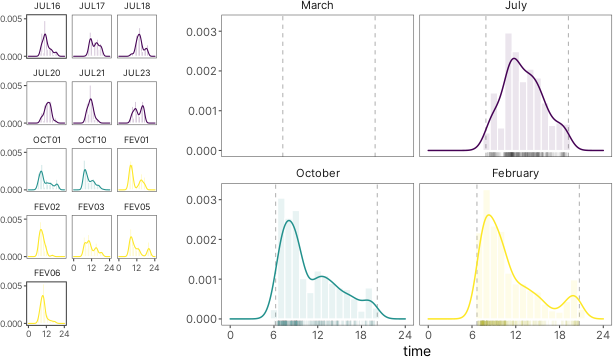 JUL16 JUL17 JUL18
0.005
0.000
JUL20 JUL21 JUL23
0.005
0.000
OCT01 OCT10 FEV01
0.005
0.000
FEV02 FEV03 FEV05
0.005
0.000
0 12 24 0 12 24
FEV06
0.005
0.000
0 12 24
March July
0.003
0.002
0.001
0.000
October February
0.003
0.002
0.001
0.000
0 6 12 18 24 0 6 12 18 24
time